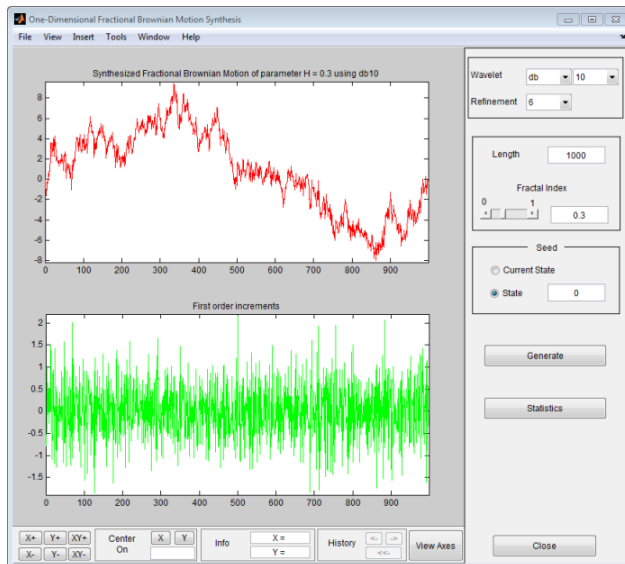 One-Dimensional Fractional Brownian Motion Synthesis
File View Insert Tools Window Help
Synthesized Fractional Brownian Motion of parameter H = 0.3 using db10
8
6
4
2
0
-2
-4
-6
-8
0 100 200 300 400 500 600 700 800 900
First order increments
2
1.5
1
0.5
0
-0.5
-1
-1.5
0 100 200 300 400 500 600 700 800 900
Wavelet db 10
Refinement 6
Length 1000
Fractal Index
0 1
0.3
Seed
Current State
State 0
Generate
Statistics
X+ Y+ XY+
X- Y- XY-
Center
On
X Y
Info
X =
Y =
History
<- ->
<<-
View Axes
Close